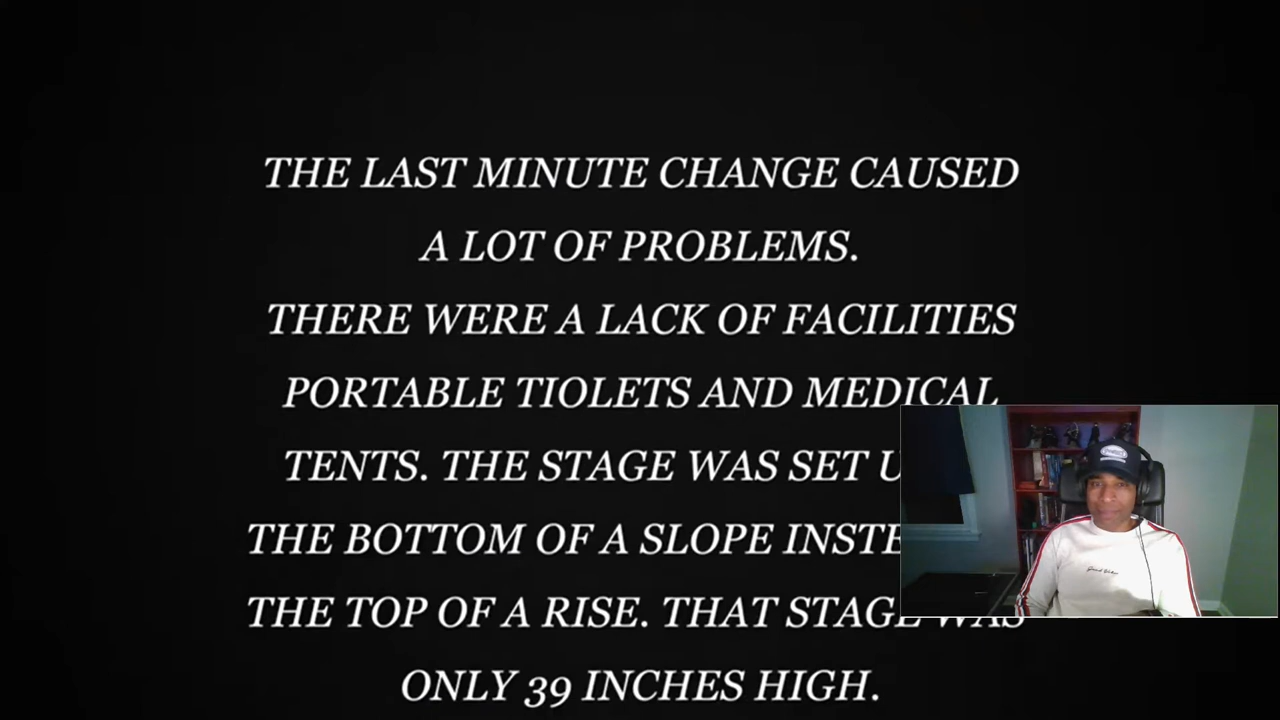 THE LAST MINUTE CHANGE CAUSED
A LOT OF PROBLEMS.
THERE WERE A LACK OF FACILITIES
PORTABLE TIOLETS AND MEDICAL
TENTS. THE STAGE WAS SET
THE BOTTOM OF A SLOPE
THE TOP OF A RISE. THAT STAGE WAS
ONLY 39 INCHES HIGH.